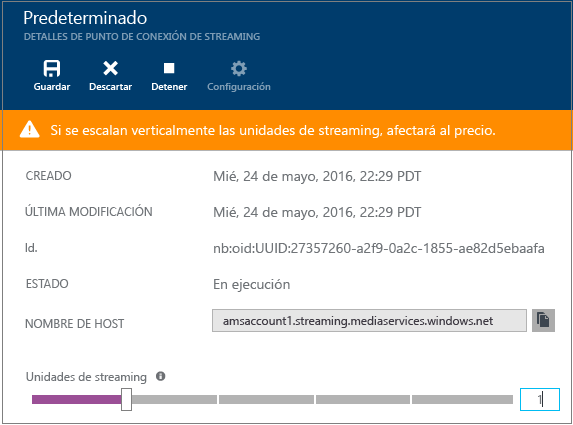 Predeterminado
DETALLES DE PUNTO DE CONEXIÓN DE STREAMING
Guardar Descartar Detener Configuración
Si se escalan verticalmente las unidades de streaming, afectará al precio.
CREADO Mié, 24 de mayo, 2016, 22:29 PDT
ÚLTIMA MODIFICACIÓN Mié, 24 de mayo, 2016, 22:29 PDT
Id. nb:oid:UUID:27357260-a2f9-0a2c-1855-ae82d5ebaafa
ESTADO En ejecución
NOMBRE DE HOST amsaccount1.streaming.mediaservices.windows.net
Unidades de streaming
1